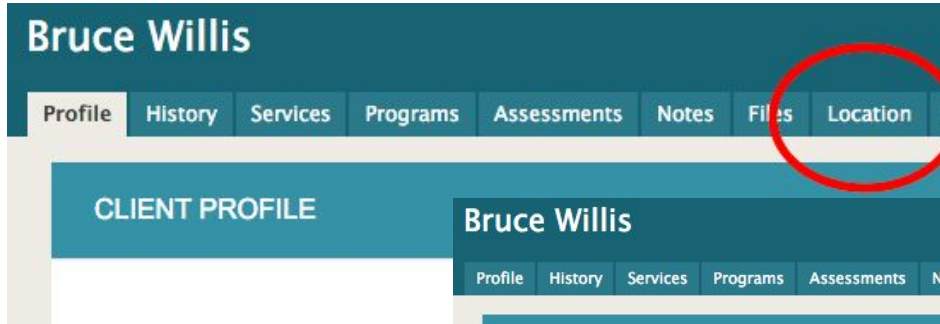 Bruce Willis
Profile History Services Programs Assessments Notes Files Location
CLIENT PROFILE
Bruce Willis
Profile History Services Programs Assessments N